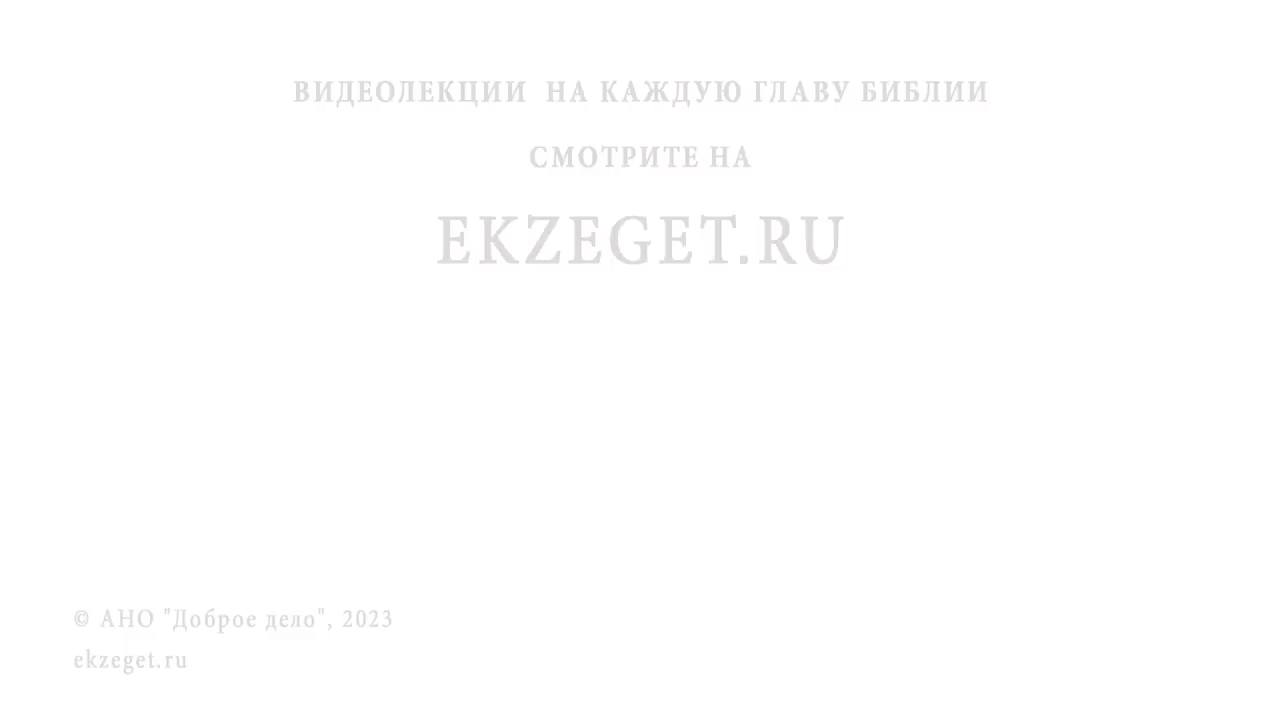 ВИДЕОЛЕКЦИИ НА КАЖДУЮ ГЛАВУ БИБЛИИ
СМОТРИТЕ НА
EKZEGET.RU
© АНО "Доброе дело", 2023
ekzeget.ru